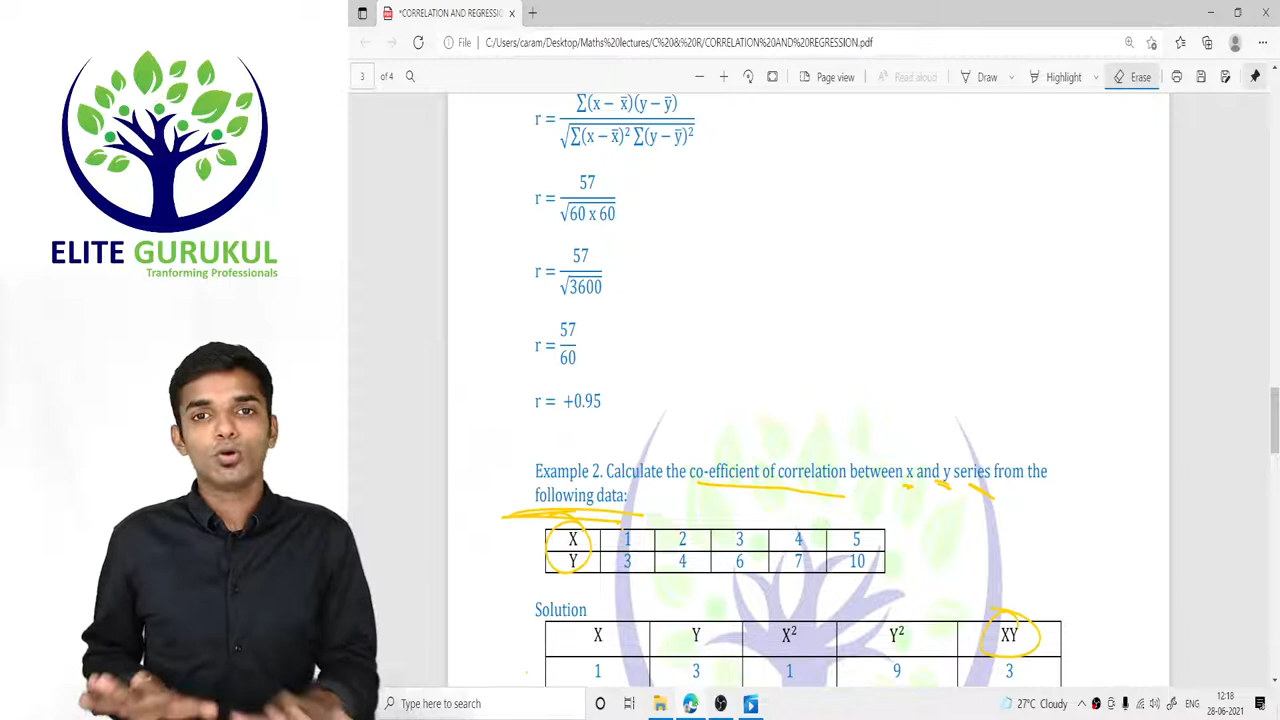 *CORRELATION AND REGRESSIO
File C:/Users/caram/Desktop/Maths%20lectures/C%20&%20R/CORRELATION%20AND%20REGRESSION.pdf
3 of 4
Page view
Read aloud
Draw
Highlight
Erase
ELITE GURUKUL
Tranforming Professionals
r = ∑(x − x̄)(y − ȳ) / √∑(x − x̄)² ∑(y − ȳ)²
r = 57 / √60 x 60
r = 57 / √3600
r = 57 / 60
r = +0.95
Example 2. Calculate the co-efficient of correlation between x and y series from the
following data:
X 1 2 3 4 5
Y 3 4 6 7 10
Solution
X Y X² Y² XY
1 3 1 9 3
Type here to search
27°C Cloudy
ENG
12:18
28-06-2021